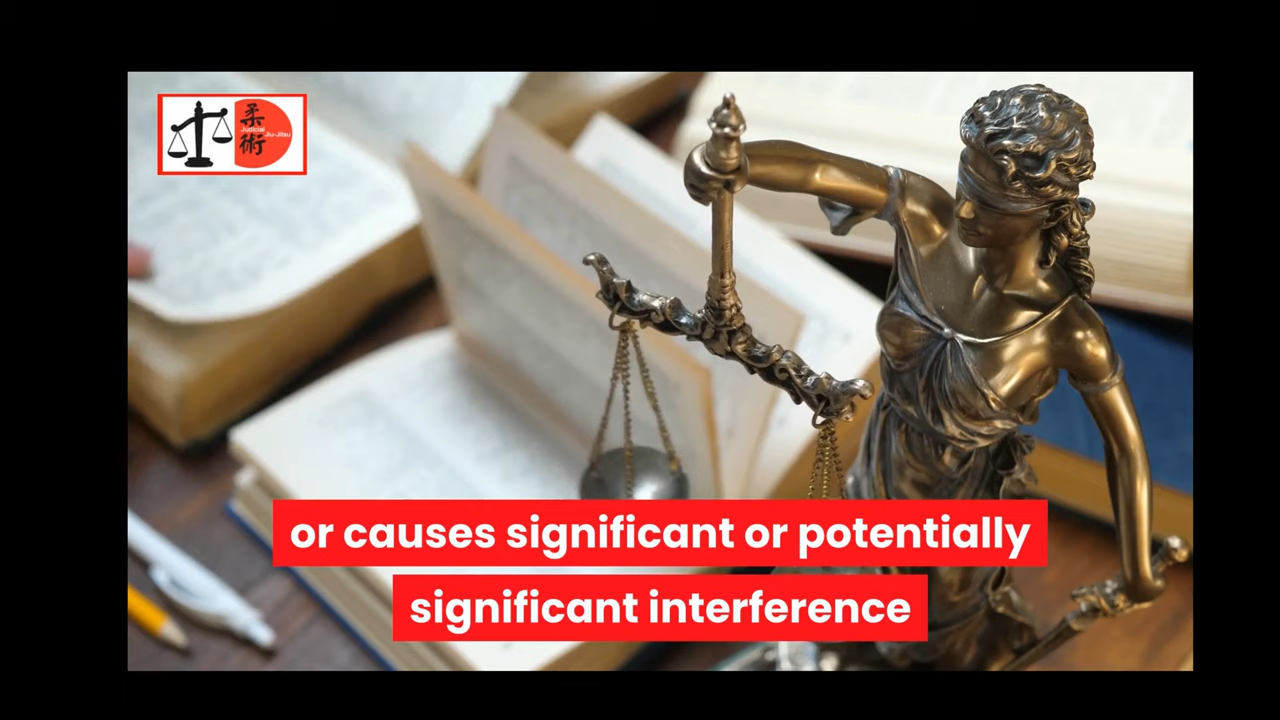 柔
Judicial
Jiu-Jitsu
術
or causes significant or potentially
significant interference